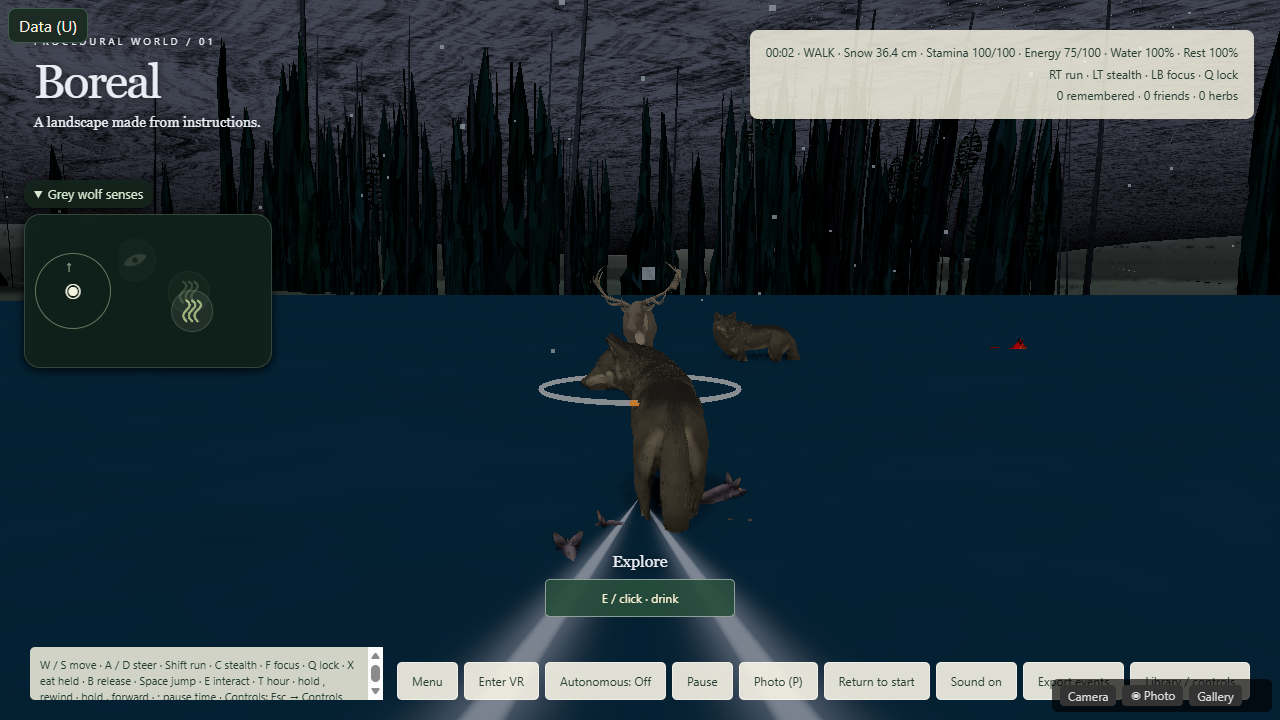 Data (U)
PROCEDURAL WORLD / 01
Boreal
A landscape made from instructions.
00:02 · WALK · Snow 36.4 cm · Stamina 100/100 · Energy 75/100 · Water 100% · Rest 100%
RT run · LT stealth · LB focus · Q lock
0 remembered · 0 friends · 0 herbs
▼ Grey wolf senses
↑
Explore
E / click · drink
W / S move · A / D steer · Shift run · C stealth · F focus · Q lock · X
eat held · B release · Space jump · E interact · T hour · hold ,
rewind · hold . forward · ; pause time · Controls: Esc → Controls
Menu
Enter VR
Autonomous: Off
Pause
Photo (P)
Return to start
Sound on
Export events
Library / controls
Camera
◉ Photo
Gallery